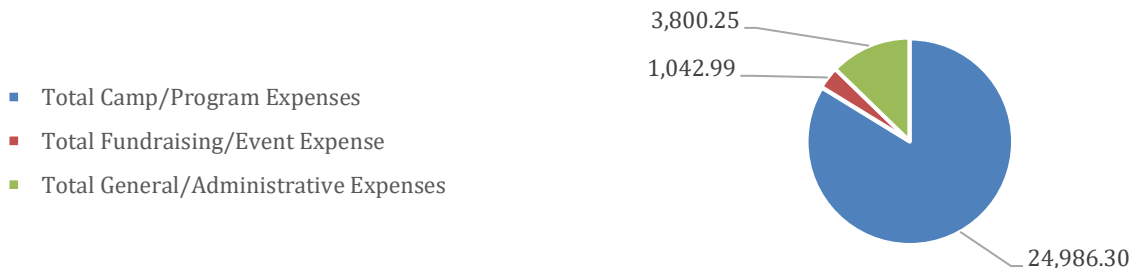 3,800.25
1,042.99
Total Camp/Program Expenses
Total Fundraising/Event Expense
Total General/Administrative Expenses
24,986.30